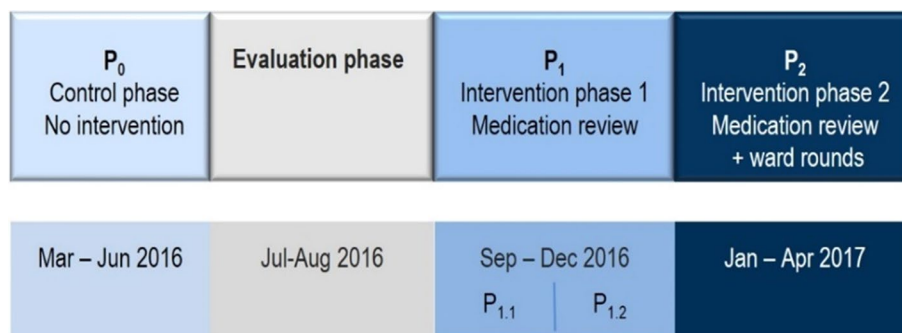 P₀
Control phase
No intervention
Evaluation phase
P₁
Intervention phase 1
Medication review
P₂
Intervention phase 2
Medication review
+ ward rounds
Mar – Jun 2016
Jul-Aug 2016
Sep – Dec 2016
P₁.₁
P₁.₂
Jan – Apr 2017